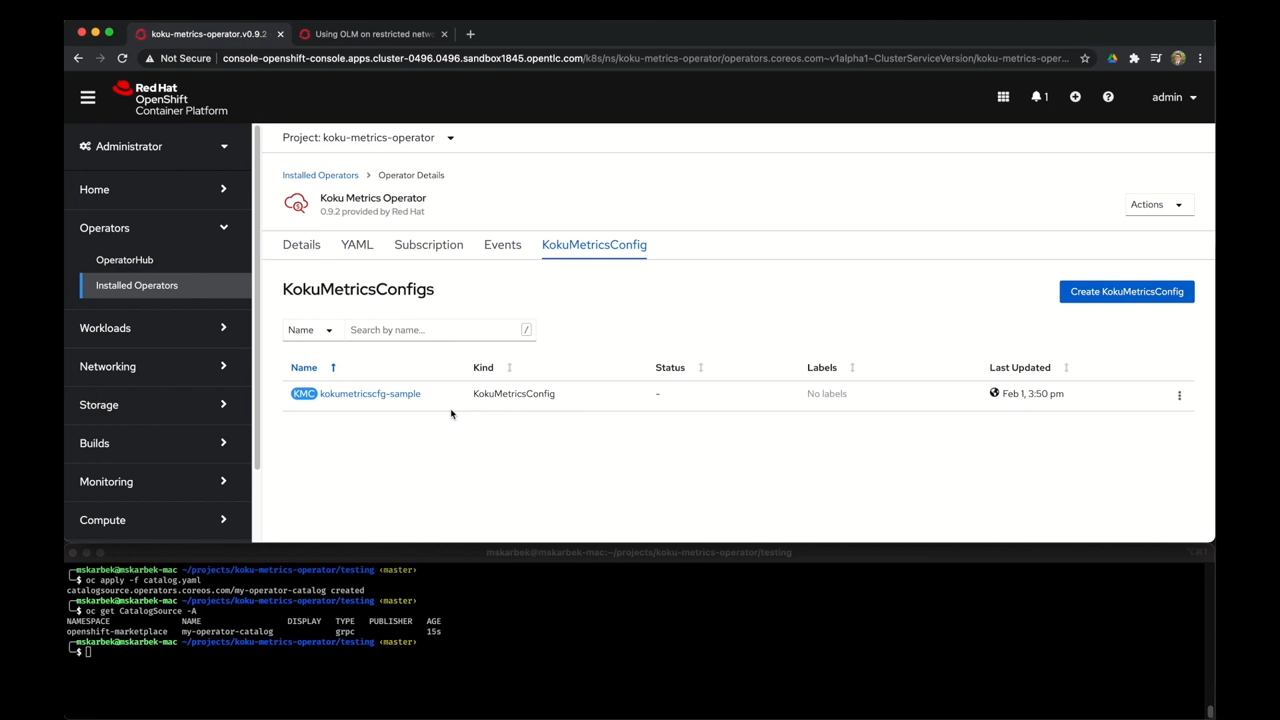 koku-metrics-operator.v0.9.2
Using OLM on restricted netw
Not Secure
console-openshift-console.apps.cluster-0496.0496.sandbox1845.opentlc.com/k8s/ns/koku-metrics-operator/operators.coreos.com~v1alpha1~ClusterServiceVersion/koku-metrics-oper...
Red Hat
OpenShift
Container Platform
1
admin
Administrator
Home
Operators
OperatorHub
Installed Operators
Workloads
Networking
Storage
Builds
Monitoring
Compute
Project: koku-metrics-operator
Installed Operators > Operator Details
Koku Metrics Operator
0.9.2 provided by Red Hat
Actions
Details YAML Subscription Events KokuMetricsConfig
KokuMetricsConfigs
Create KokuMetricsConfig
Name Search by name... /
Name Kind Status Labels Last Updated
KMC kokumetricscfg-sample KokuMetricsConfig - No labels Feb 1, 3:50 pm
mskarbek@mskarbek-mac:~/projects/koku-metrics-operator/testing
mskarbek@mskarbek-mac ~/projects/koku-metrics-operator/testing ‹master›
$ oc apply -f catalog.yaml
catalogsource.operators.coreos.com/my-operator-catalog created
mskarbek@mskarbek-mac ~/projects/koku-metrics-operator/testing ‹master›
$ oc get CatalogSource -A
NAMESPACE NAME DISPLAY TYPE PUBLISHER AGE
openshift-marketplace my-operator-catalog grpc 15s
mskarbek@mskarbek-mac ~/projects/koku-metrics-operator/testing ‹master›
$